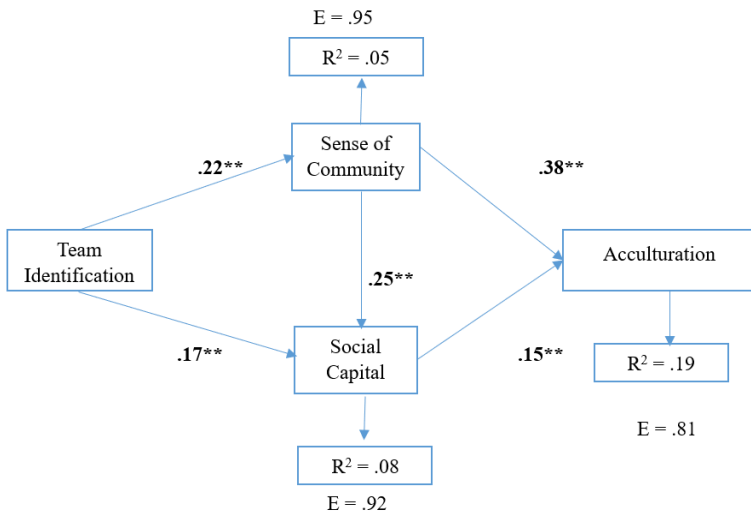 E = .95
R² = .05
Sense of
Community
.22**
.38**
Team
Identification
Acculturation
.25**
.17**
Social
Capital
.15**
R² = .19
E = .81
R² = .08
E = .92